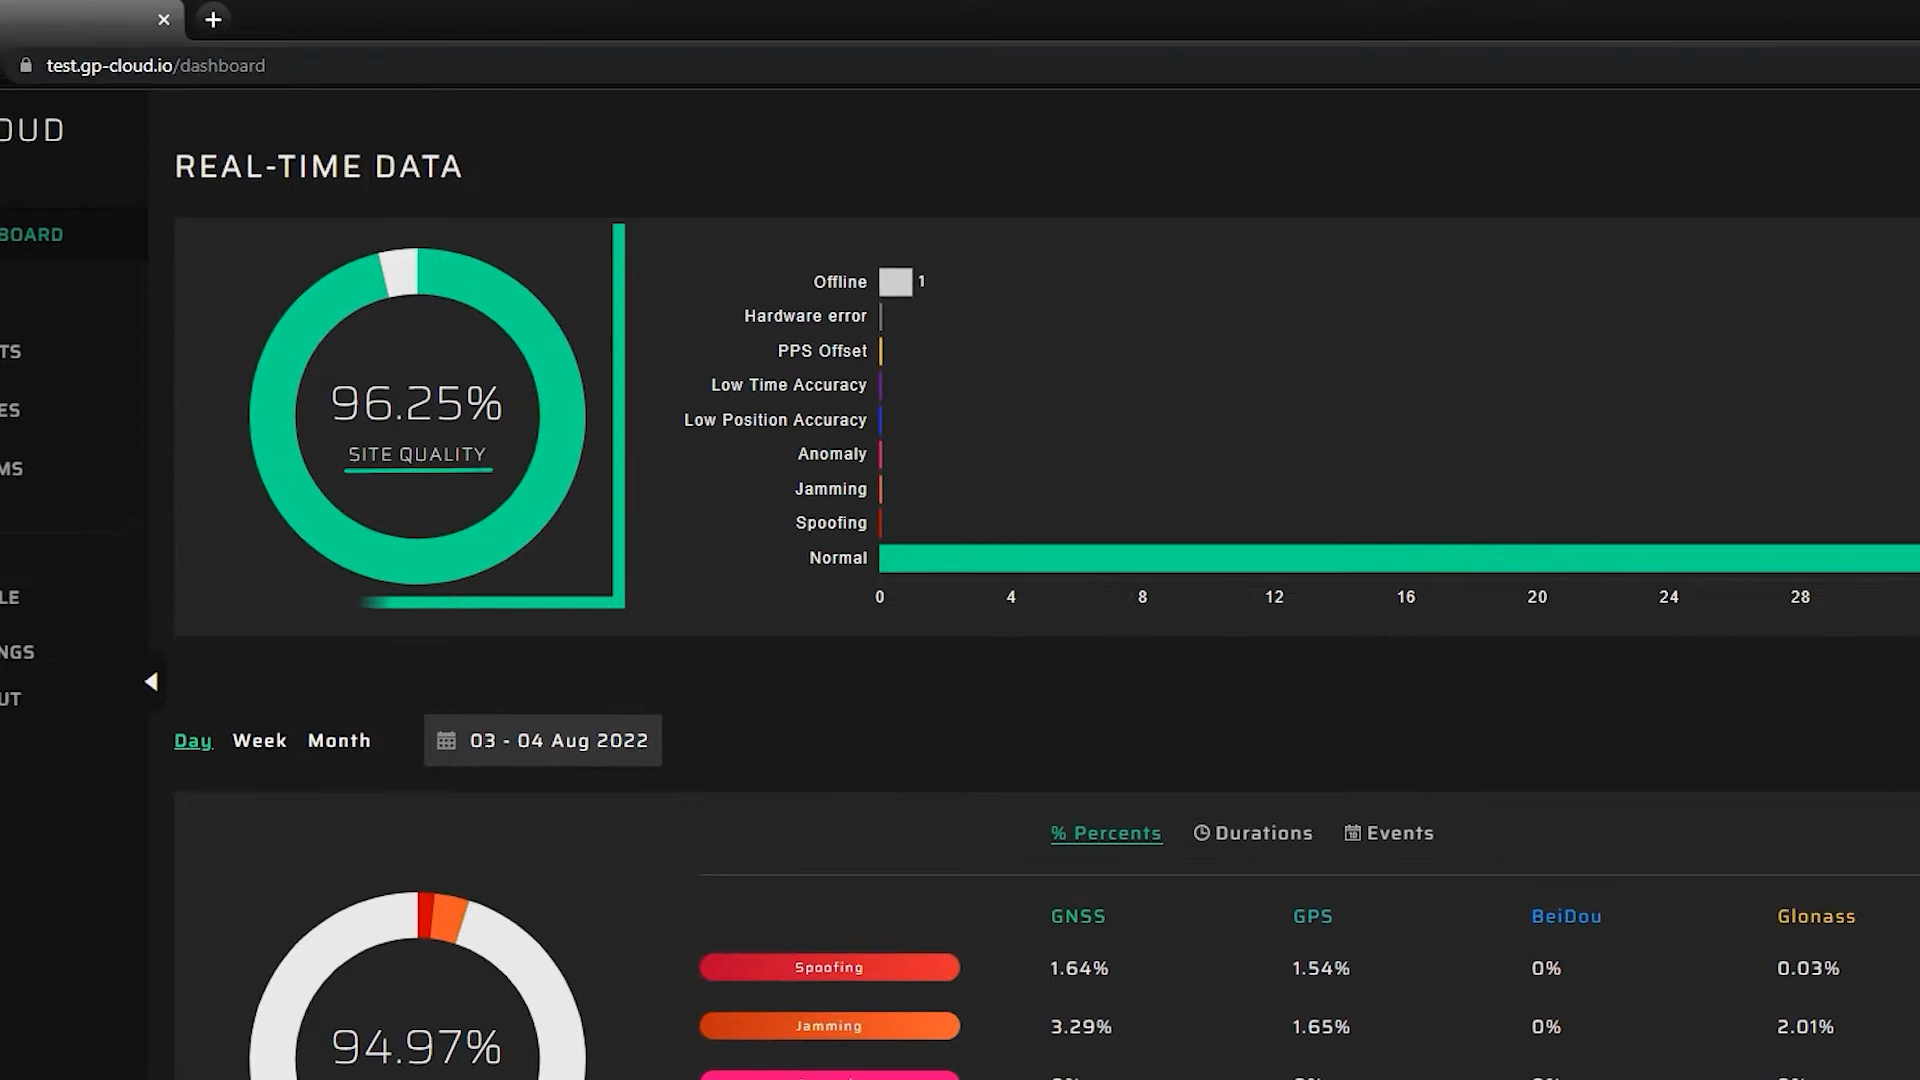 test.gp-cloud.io/dashboard
OUD
REAL-TIME DATA
BOARD
TS
ES
MS
LE
NGS
UT
96.25%
SITE QUALITY
Offline 1
Hardware error
PPS Offset
Low Time Accuracy
Low Position Accuracy
Anomaly
Jamming
Spoofing
Normal
0 4 8 12 16 20 24 28
Day Week Month 03 - 04 Aug 2022
% Percents Durations Events
GNSS GPS BeiDou Glonass
Spoofing 1.64% 1.54% 0% 0.03%
Jamming 3.29% 1.65% 0% 2.01%
94.97%